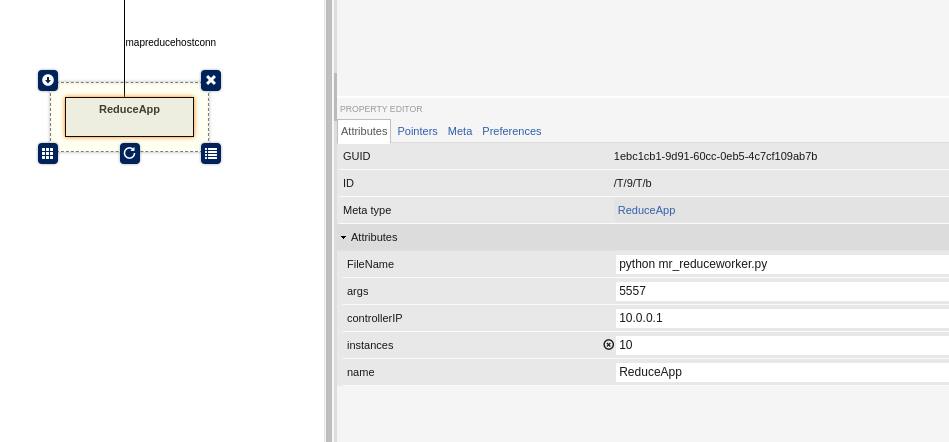 mapreducehostconn
ReduceApp
PROPERTY EDITOR
Attributes Pointers Meta Preferences
GUID 1ebc1cb1-9d91-60cc-0eb5-4c7cf109ab7b
ID /T/9/T/b
Meta type ReduceApp
Attributes
FileName python mr_reduceworker.py
args 5557
controllerIP 10.0.0.1
instances 10
name ReduceApp